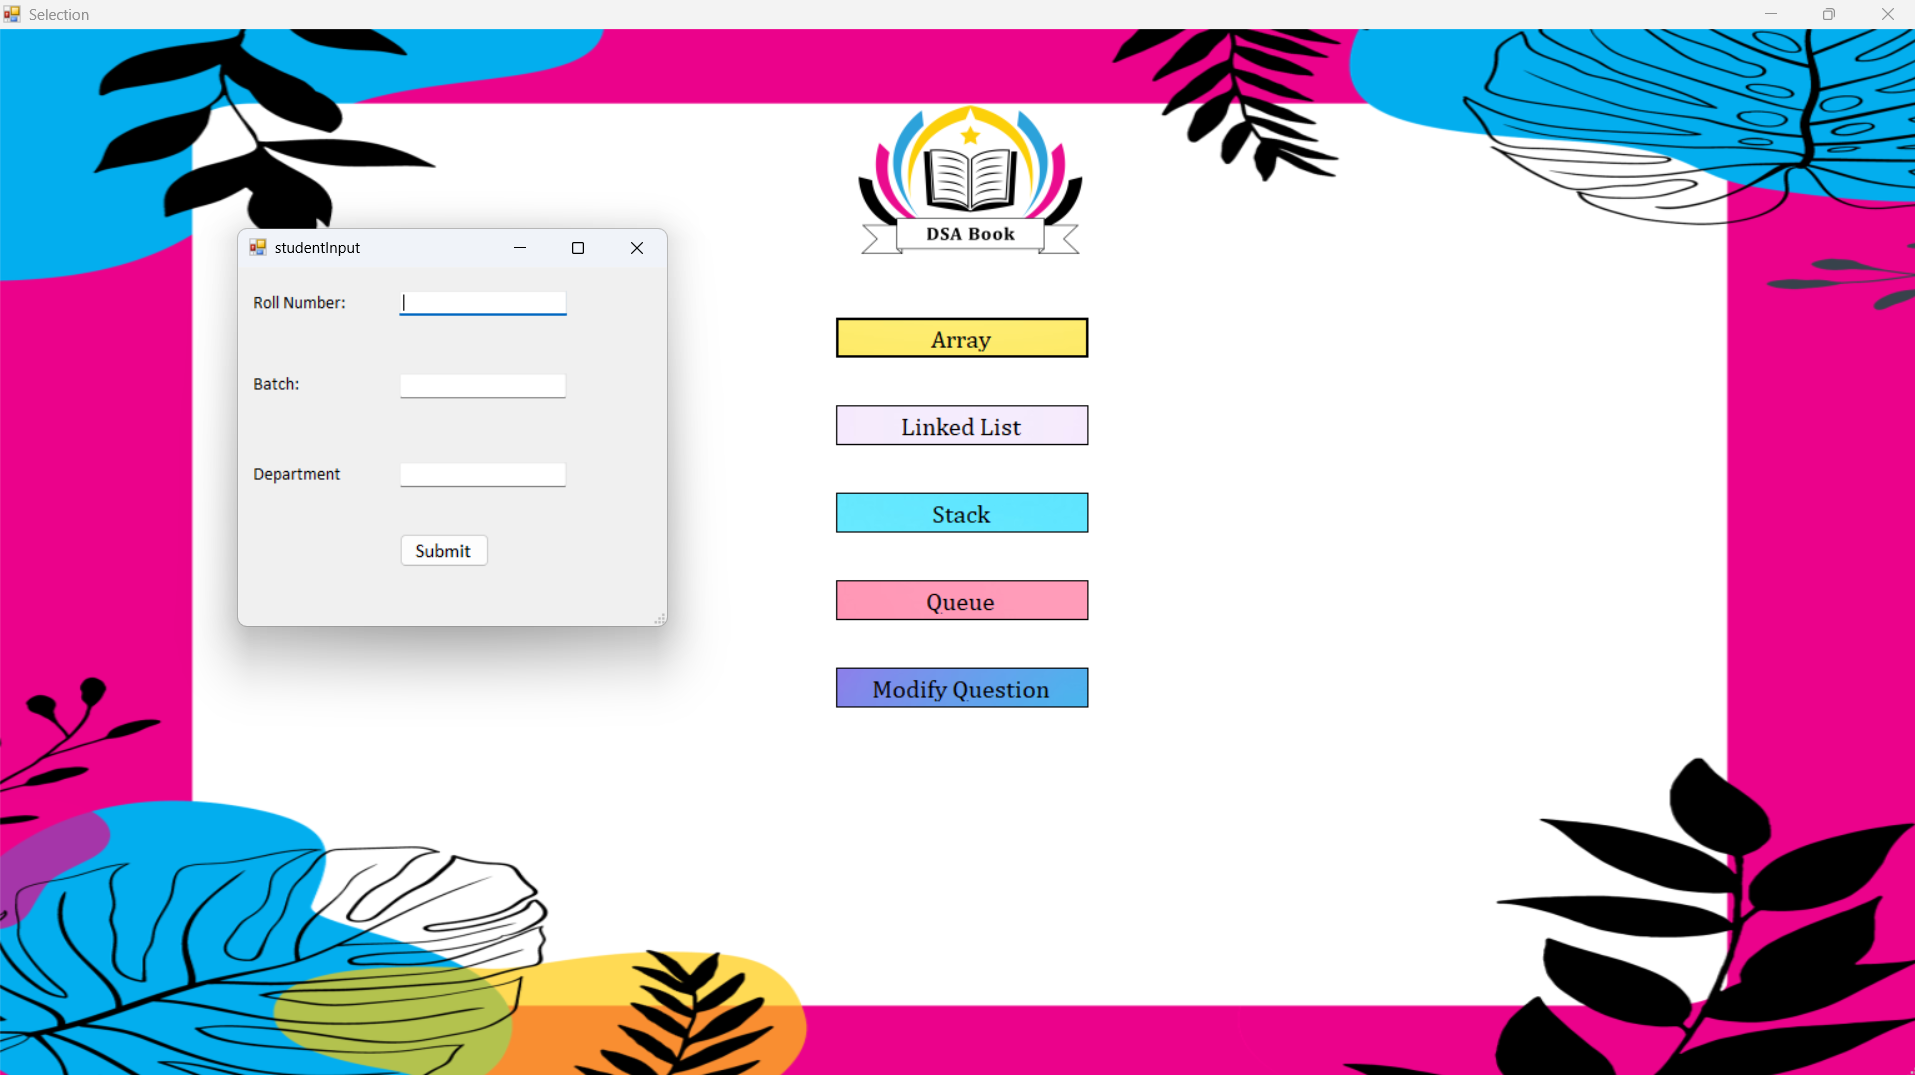 Selection
DSA Book
studentInput
Roll Number:
Batch:
Department
Submit
Array
Linked List
Stack
Queue
Modify Question